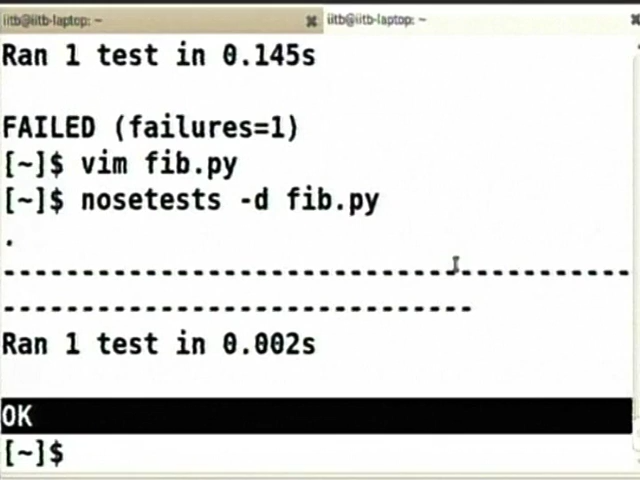 iitb@iitb-laptop: ~
iitb@iitb-laptop: ~
Ran 1 test in 0.145s
FAILED (failures=1)
[~]$ vim fib.py
[~]$ nosetests -d fib.py
.
----------------------------------------------------------------------
Ran 1 test in 0.002s
OK
[~]$